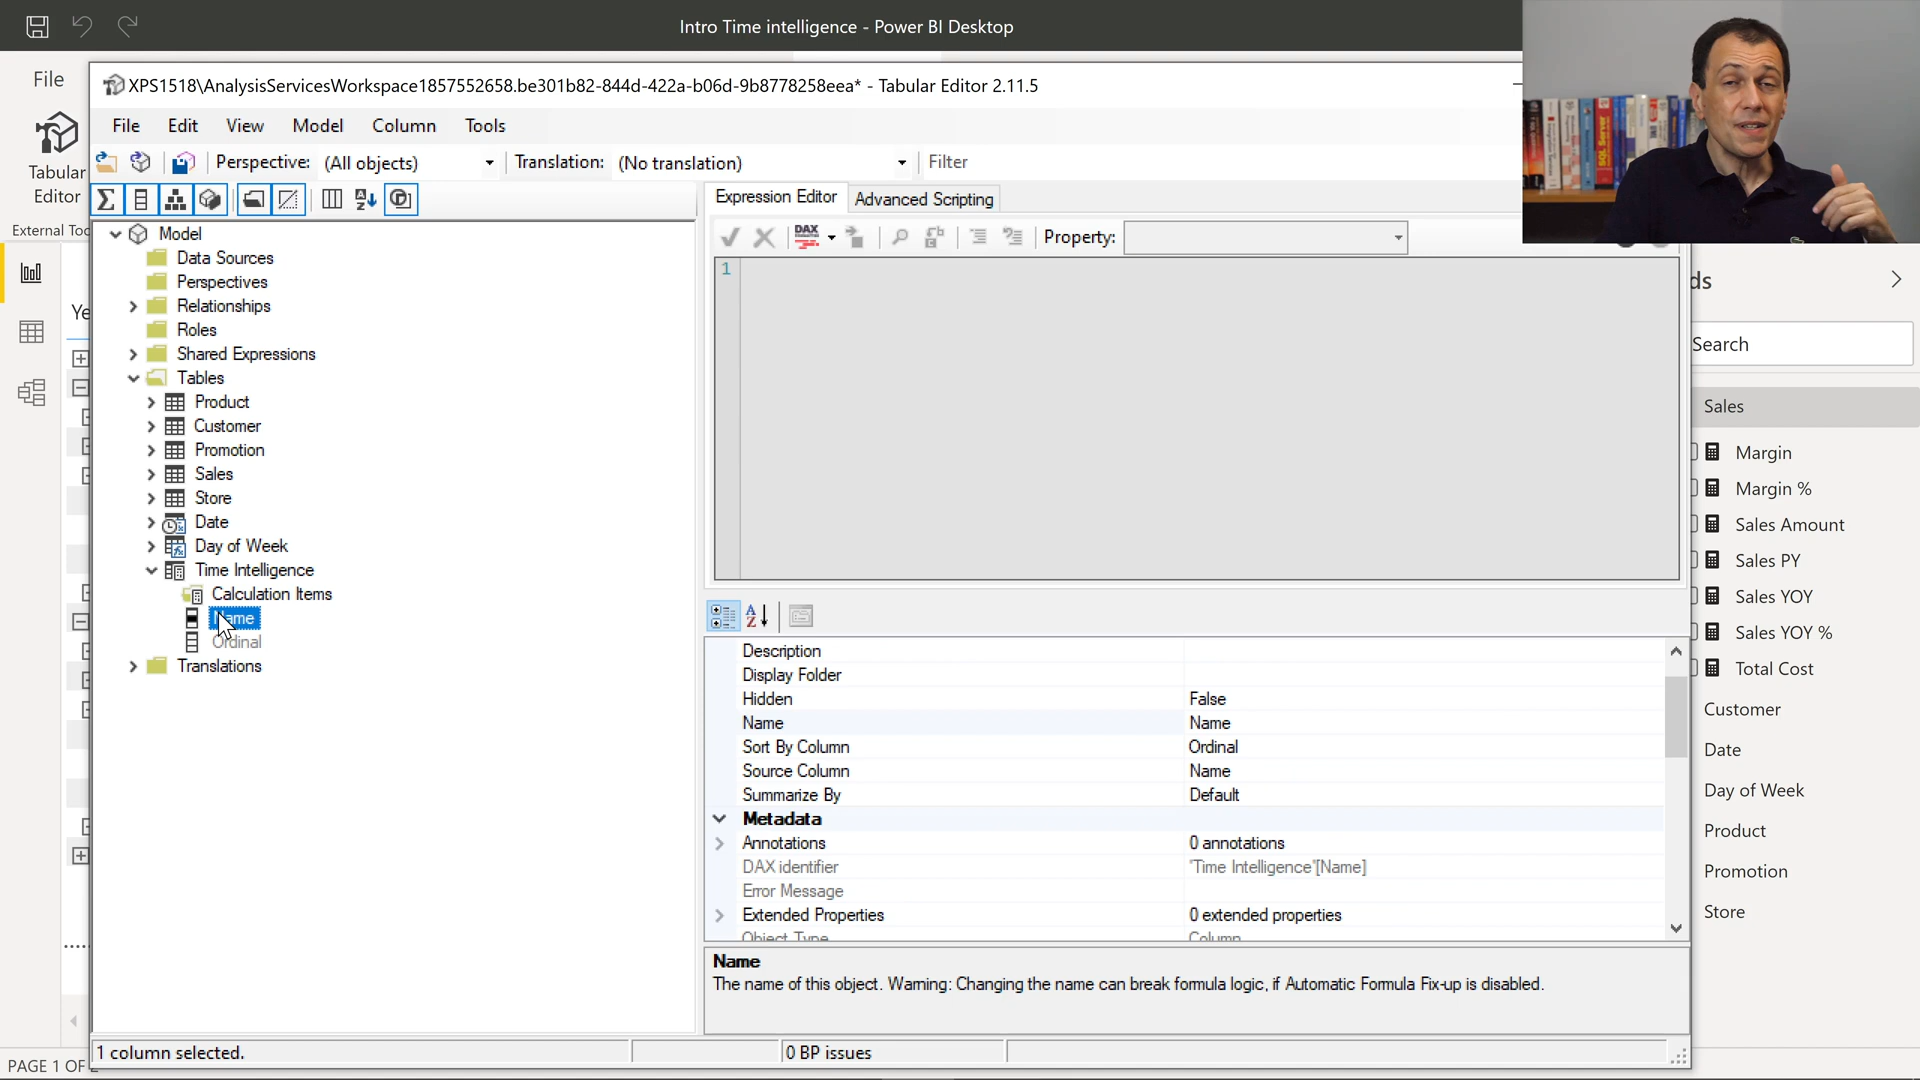 Intro Time intelligence - Power BI Desktop
File
XPS1518\AnalysisServicesWorkspace1857552658.be301b82-844d-422a-b06d-9b8778258eea* - Tabular Editor 2.11.5
Tabular
Editor
External Too
File Edit View Model Column Tools
Perspective: (All objects) Translation: (No translation) Filter
Expression Editor Advanced Scripting
Property:
1
Model
Data Sources
Perspectives
Relationships
Roles
Shared Expressions
Tables
Product
Customer
Promotion
Sales
Store
Date
Day of Week
Time Intelligence
Calculation Items
Name
Ordinal
Translations
Ye
Description
Display Folder
Hidden False
Name Name
Sort By Column Ordinal
Source Column Name
Summarize By Default
Metadata
Annotations 0 annotations
DAX identifier 'Time Intelligence'[Name]
Error Message
Extended Properties 0 extended properties
Object Type Column
Name
The name of this object. Warning: Changing the name can break formula logic, if Automatic Formula Fix-up is disabled.
1 column selected. 0 BP issues
PAGE 1 OF 2
ds
Search
Sales
Margin
Margin %
Sales Amount
Sales PY
Sales YOY
Sales YOY %
Total Cost
Customer
Date
Day of Week
Product
Promotion
Store